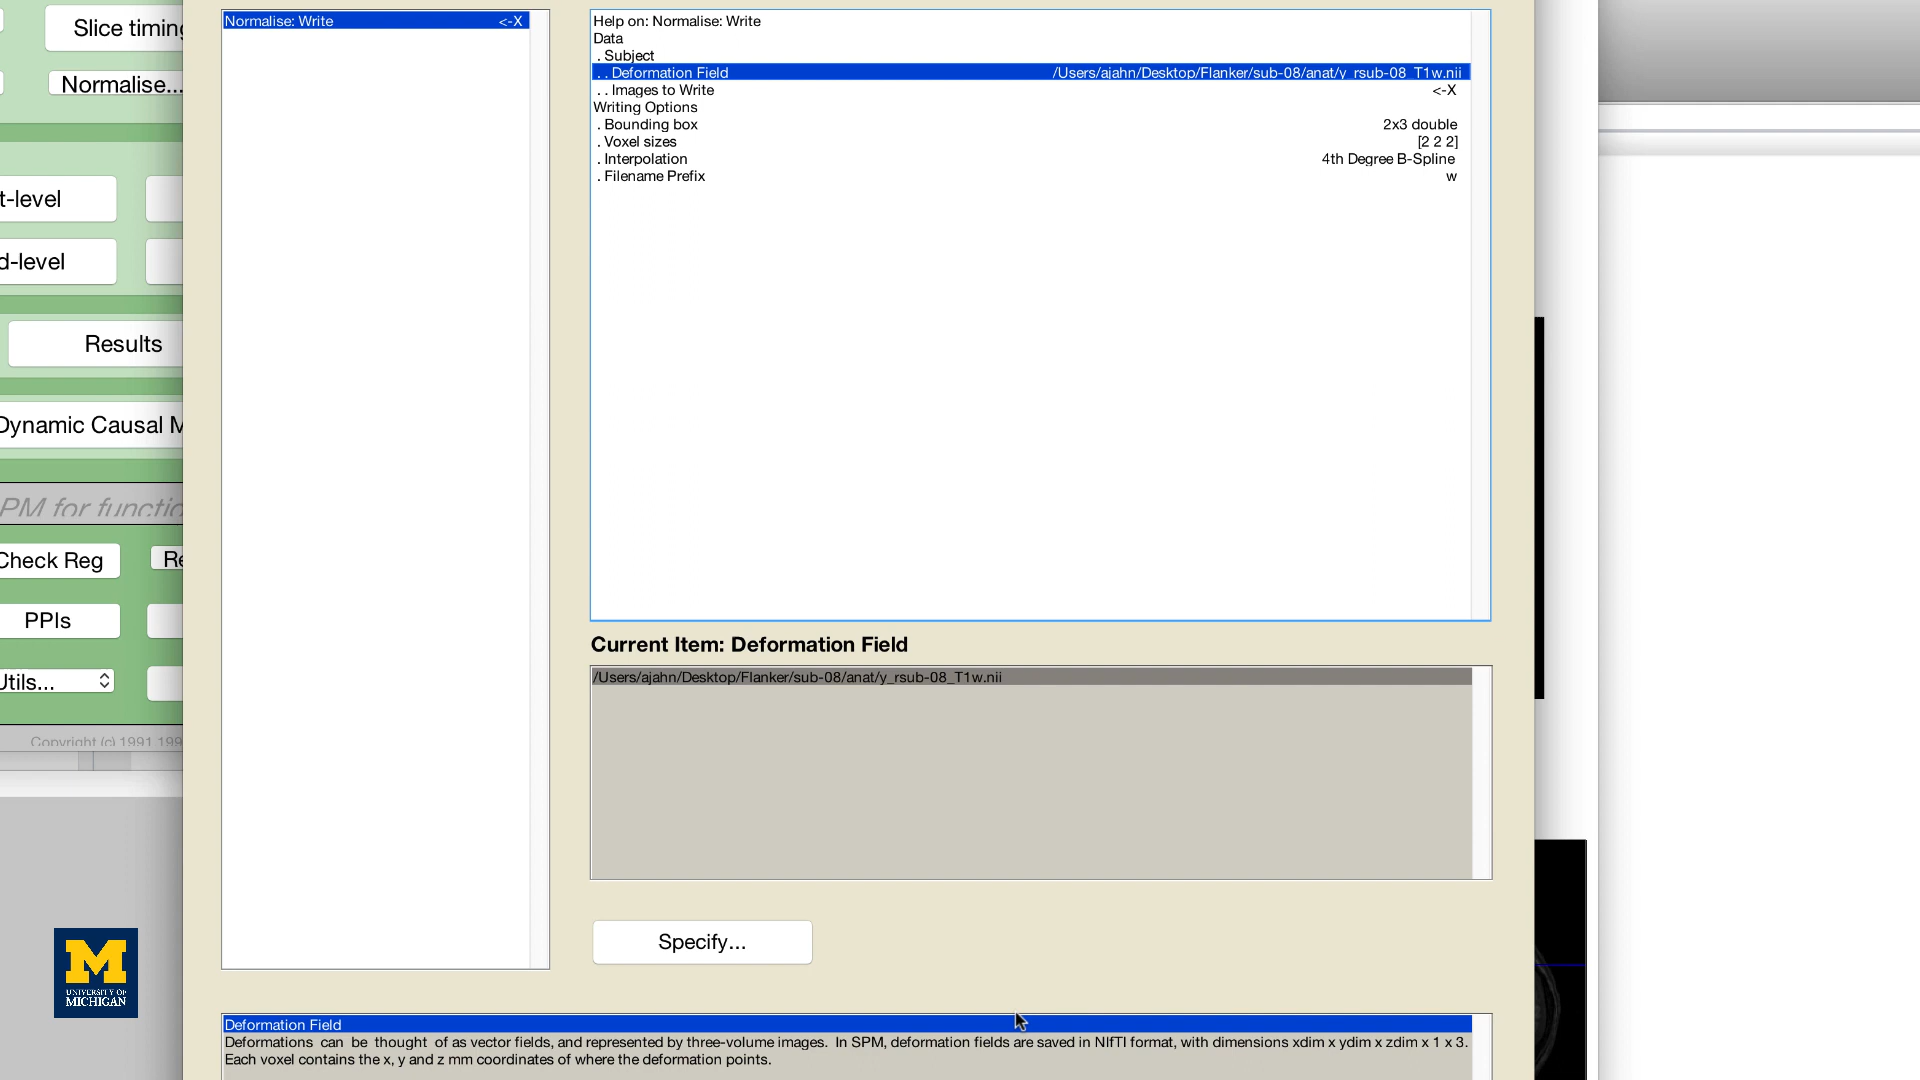 Slice timing
Normalise...
t-level
d-level
Results
Dynamic Causal M
PM for functio
Check Reg
Re
PPIs
Utils...
Copyright (c) 1991,199
UNIVERSITY OF
MICHIGAN
Normalise: Write <-X
Help on: Normalise: Write
Data
. Subject
. . Deformation Field /Users/ajahn/Desktop/Flanker/sub-08/anat/y_rsub-08_T1w.nii
. . Images to Write <-X
Writing Options
. Bounding box 2x3 double
. Voxel sizes [2 2 2]
. Interpolation 4th Degree B-Spline
. Filename Prefix w
Current Item: Deformation Field
/Users/ajahn/Desktop/Flanker/sub-08/anat/y_rsub-08_T1w.nii
Specify...
Deformation Field
Deformations can be thought of as vector fields, and represented by three-volume images. In SPM, deformation fields are saved in NIfTI format, with dimensions xdim x ydim x zdim x 1 x 3.
Each voxel contains the x, y and z mm coordinates of where the deformation points.